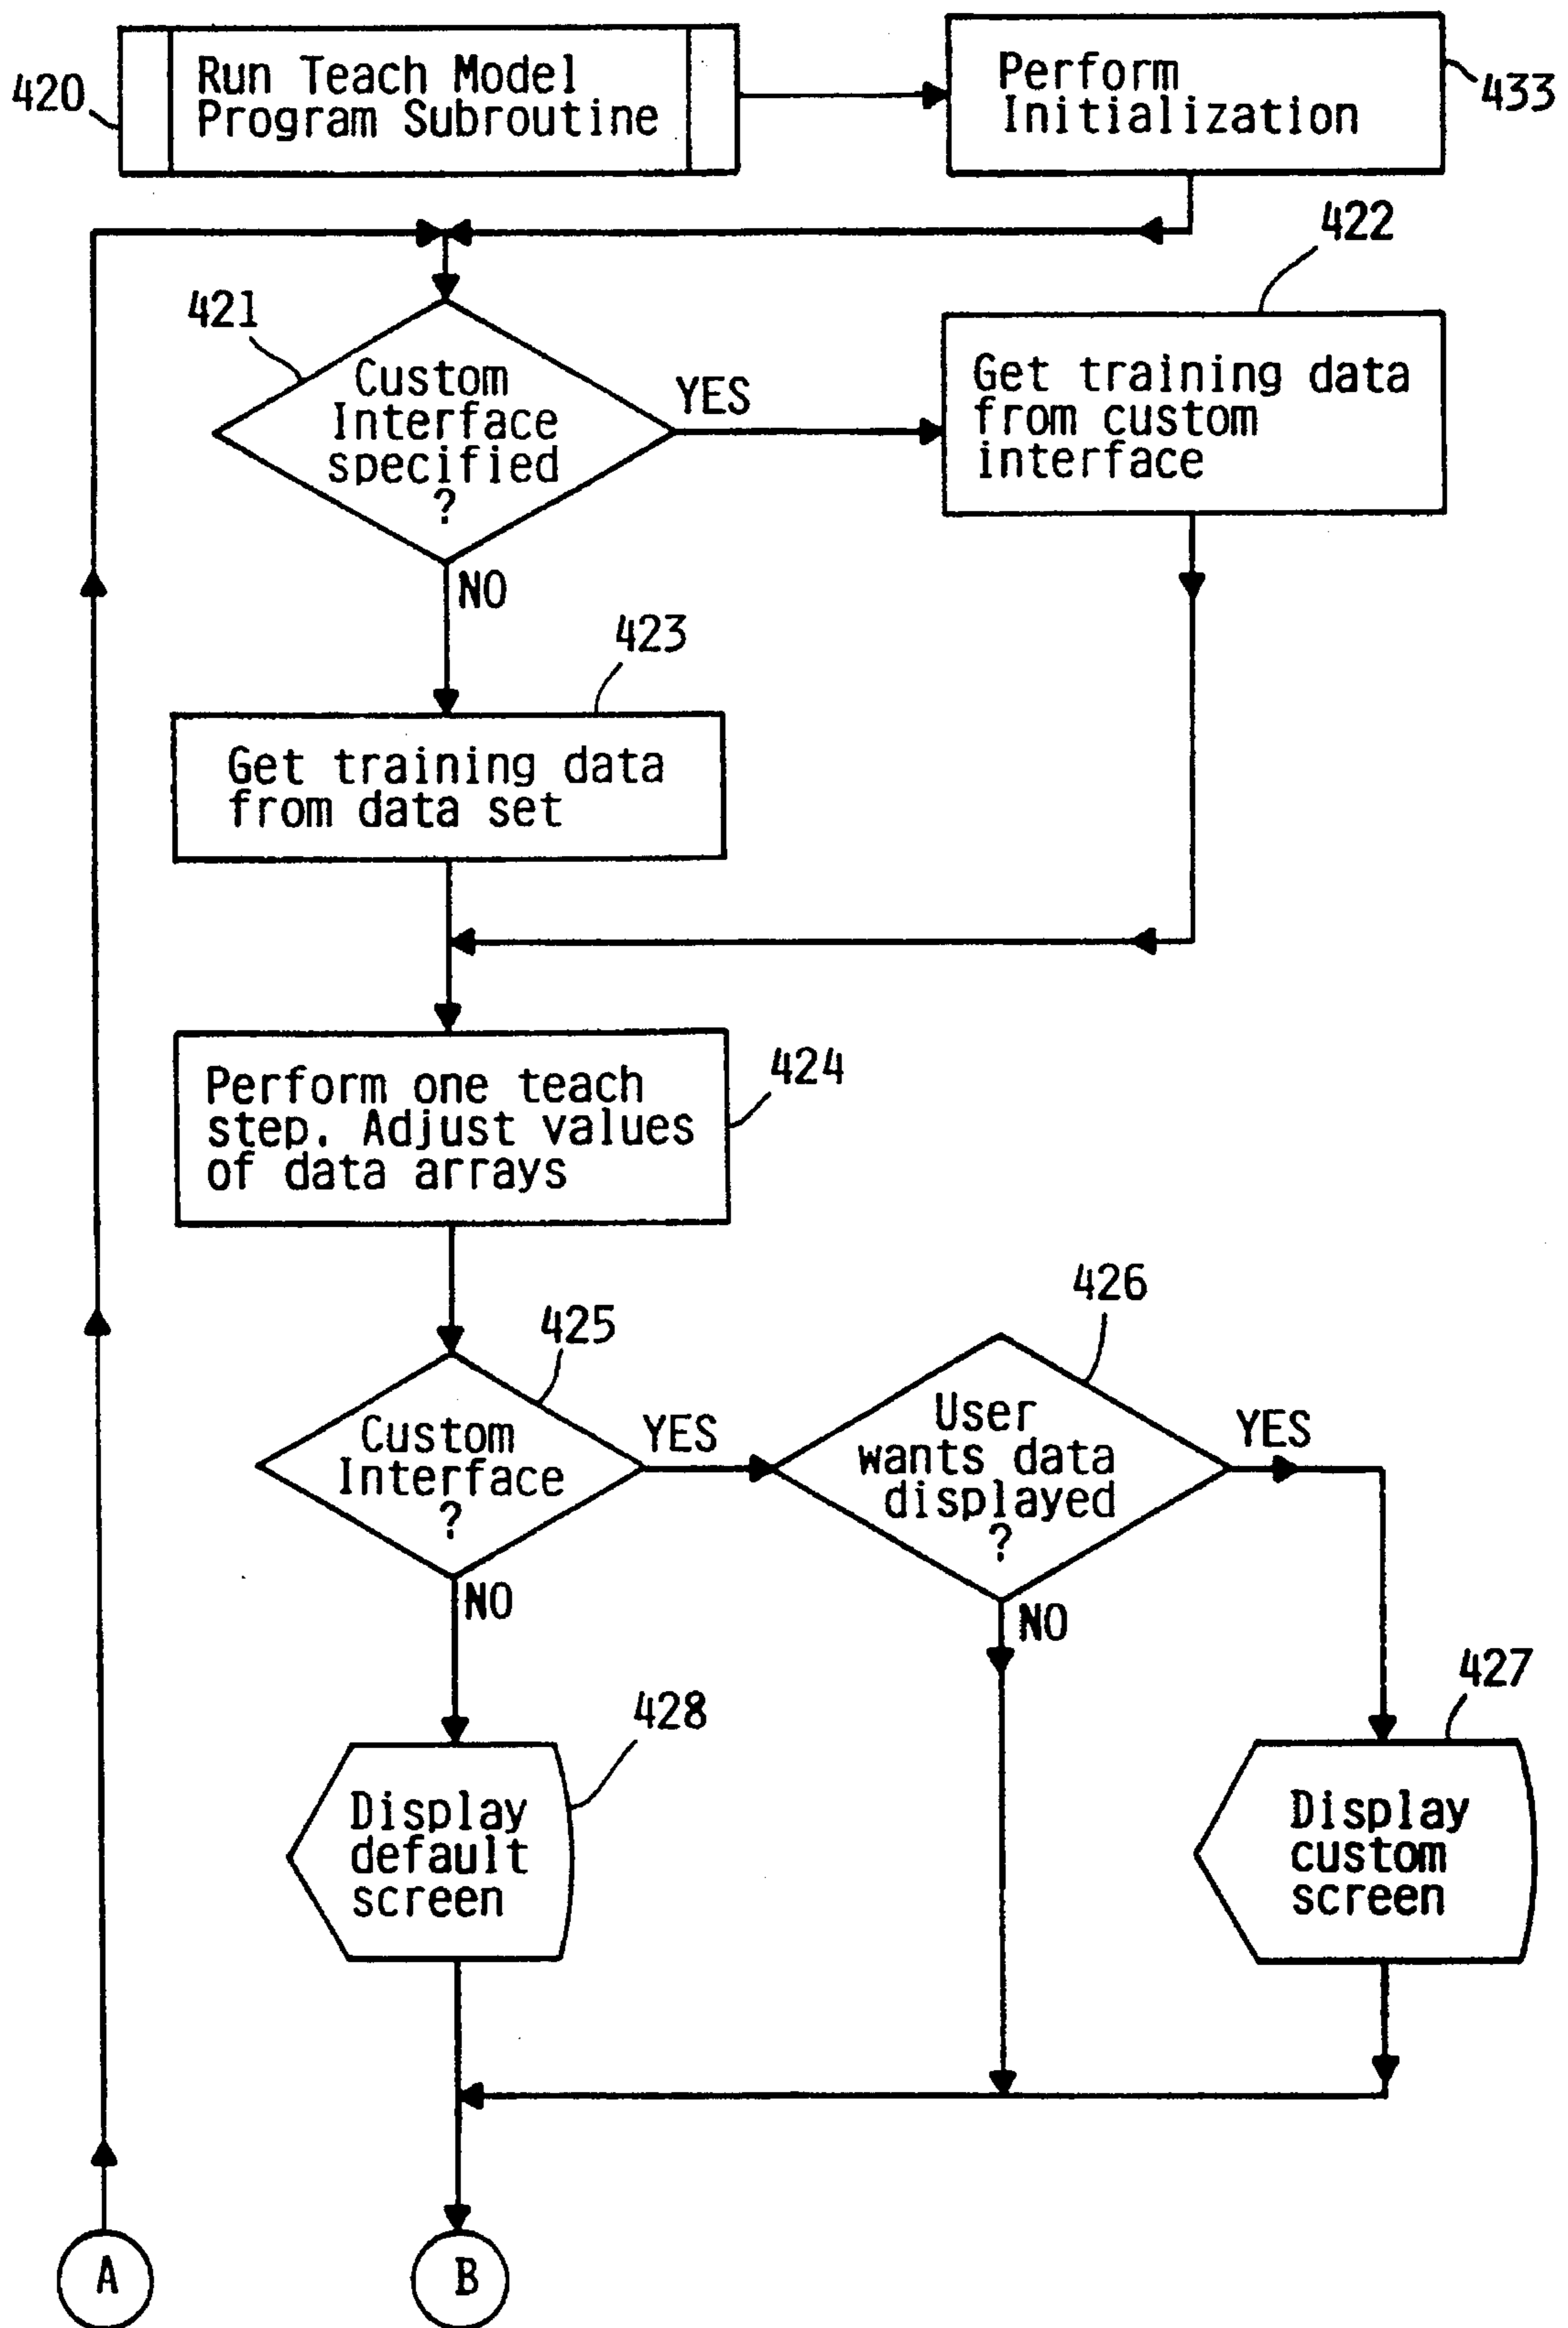 420
Run Teach Model
Program Subroutine
Perform
Initialization
433
421
Custom
Interface
specified
?
YES
NO
422
Get training data
from custom
interface
423
Get training data
from data set
424
Perform one teach
step. Adjust values
of data arrays
425
Custom
Interface
?
YES
NO
426
User
wants data
displayed
?
YES
NO
428
Display
default
screen
427
Display
custom
screen
A
B